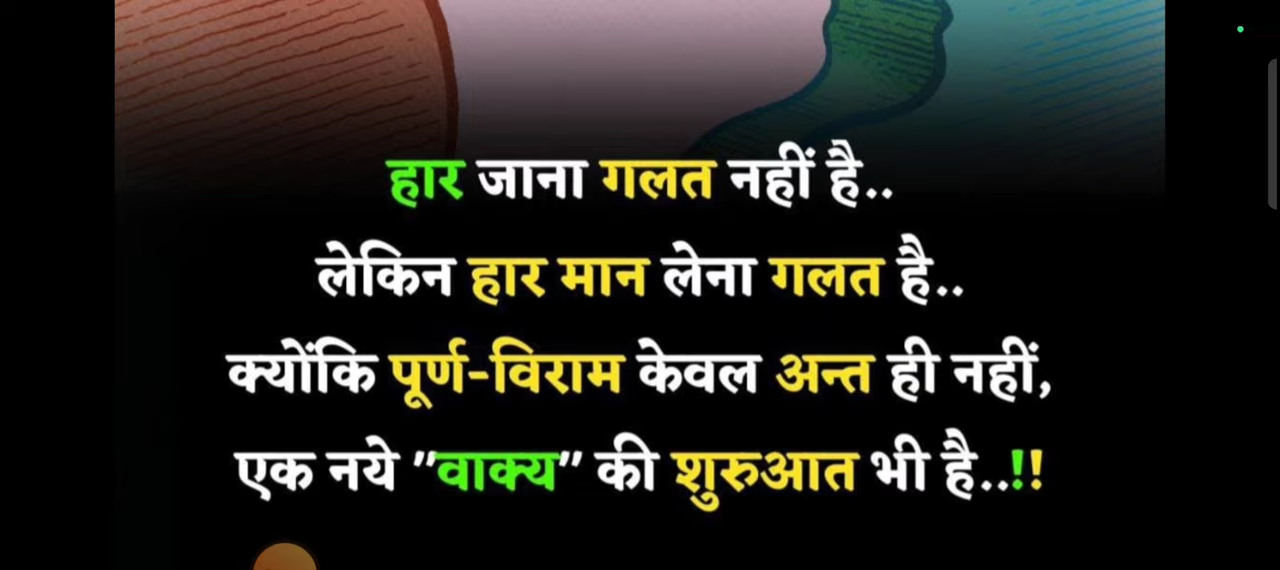 हार जाना गलत नहीं है..
लेकिन हार मान लेना गलत है..
क्योंकि पूर्ण-विराम केवल अन्त ही नहीं,
एक नये "वाक्य" की शुरुआत भी है..!!